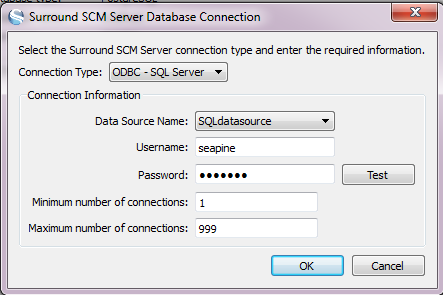 Surround SCM Server Database Connection
Select the Surround SCM Server connection type and enter the required information.
Connection Type: ODBC - SQL Server
Connection Information
Data Source Name: SQLdatasource
Username: seapine
Password: •••••••
Test
Minimum number of connections: 1
Maximum number of connections: 999
OK Cancel